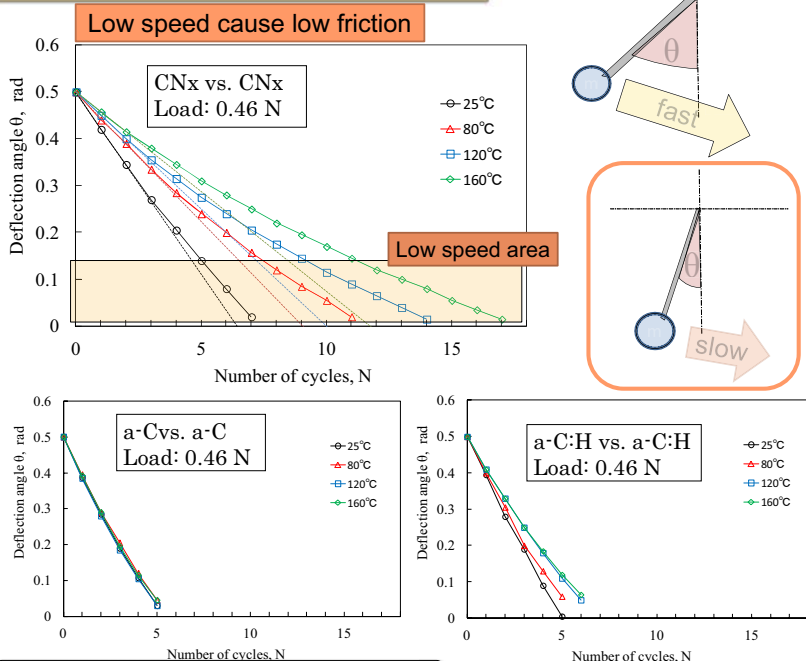 Low speed cause low friction
0.6
0.5
0.4
0.3
0.2
0.1
0
Deflection angle θ, rad
CNx vs. CNx
Load: 0.46 N
25℃
80℃
120℃
160℃
Low speed area
0 5 10 15
Number of cycles, N
θ
fast
θ
slow
0.6
0.5
0.4
0.3
0.2
0.1
0
Deflection angle θ, rad
a-Cvs. a-C
Load: 0.46 N
25℃
80℃
120℃
160℃
0 5 10 15
Number of cycles, N
0.6
0.5
0.4
0.3
0.2
0.1
0
Deflection angle θ, rad
a-C:H vs. a-C:H
Load: 0.46 N
25℃
80℃
120℃
160℃
0 5 10 15
Number of cycles, N